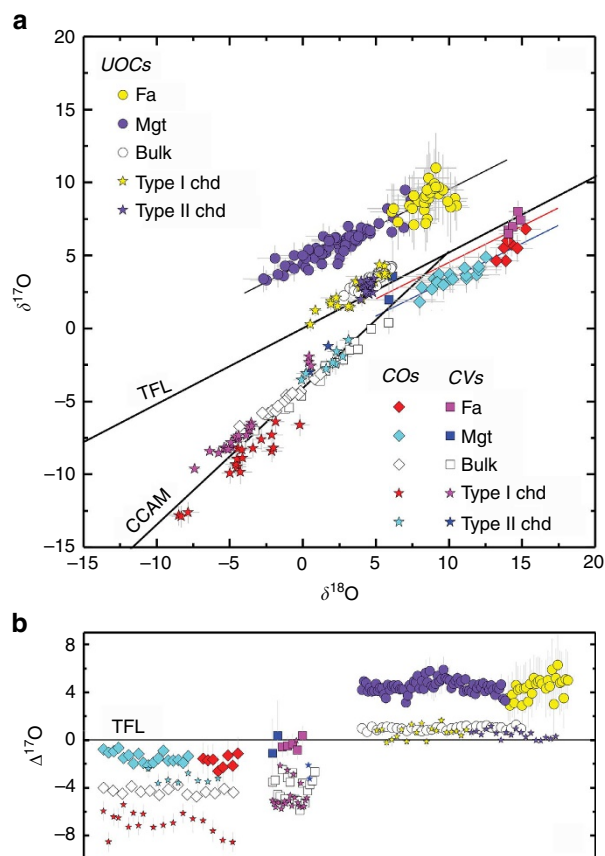 a
20
15
10
5
0
−5
−10
−15
δ¹⁷O
UOCs
Fa
Mgt
Bulk
Type I chd
Type II chd
TFL
CCAM
COs CVs
Fa
Mgt
Bulk
Type I chd
Type II chd
−15 −10 −5 0 5 10 15 20
δ¹⁸O
b
8
4
0
−4
−8
Δ¹⁷O
TFL